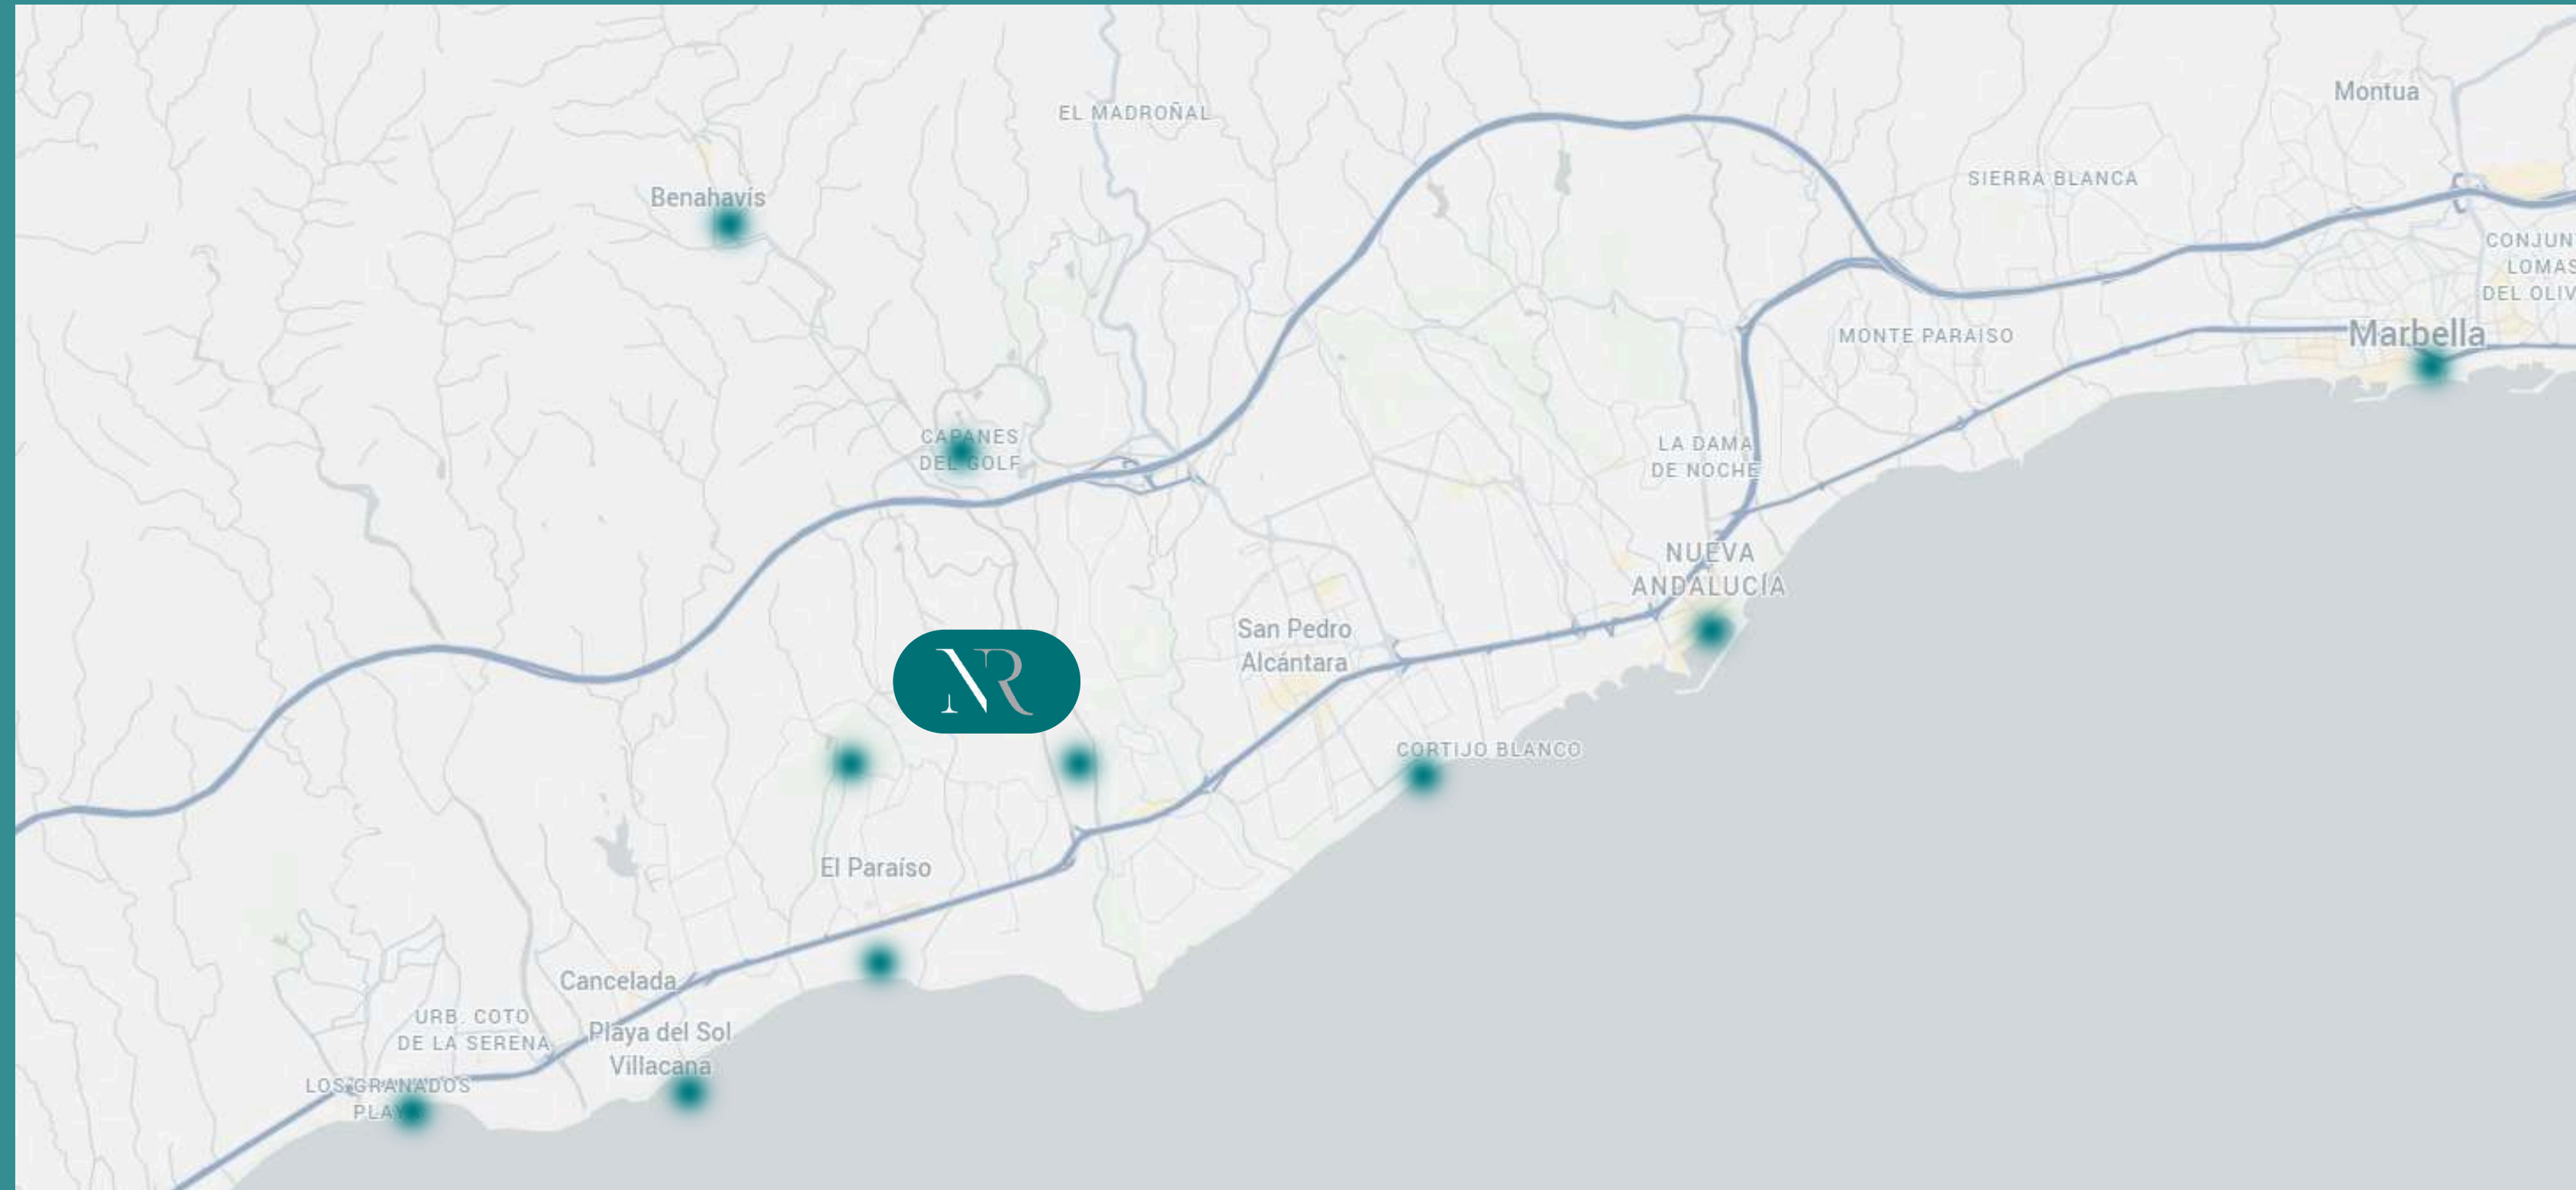 Montua
EL MADROÑAL
SIERRA BLANCA
Benahavís
CONJUN
LOMAS
DEL OLIV
Marbella
MONTE PARAISO
CAPANES
DEL GOLF
LA DAMA
DE NOCHE
NUEVA
ANDALUCÍA
San Pedro
Alcántara
NR
CORTIJO BLANCO
El Paraíso
Cancelada
URB. COTO
DE LA SERENA
Playa del Sol
Villacana
LOS GRANADOS
PLAY